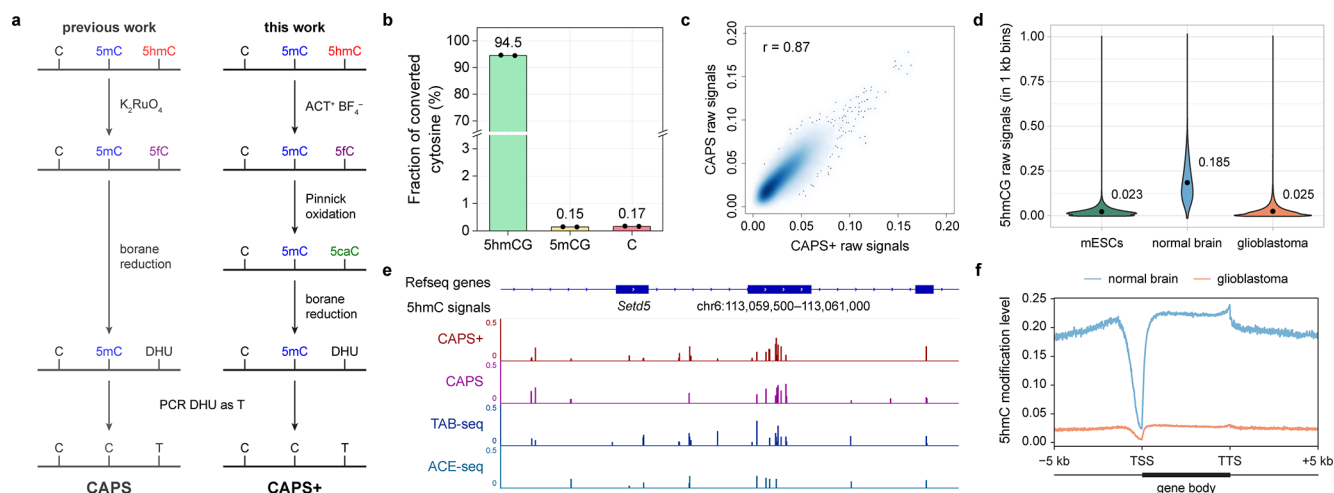 a
previous work
this work
C 5mC 5hmC
C 5mC 5hmC
K₂RuO₄
ACT⁺ BF₄⁻
C 5mC 5fC
C 5mC 5fC
Pinnick
oxidation
C 5mC 5caC
borane
reduction
borane
reduction
C 5mC DHU
C 5mC DHU
PCR DHU as T
C C T
C C T
CAPS
CAPS+
b
Fraction of converted
cytosine (%)
100
90
80
70
60
4
3
2
1
0
94.5
0.15
0.17
5hmCG
5mCG
C
c
r = 0.87
CAPS raw signals
0.20
0.15
0.10
0.05
0.00
0.00 0.05 0.10 0.15 0.20
CAPS+ raw signals
d
5hmCG raw signals (in 1 kb bins)
1.00
0.75
0.50
0.25
0.00
0.023
0.185
0.025
mESCs
normal brain
glioblastoma
e
Refseq genes
5hmC signals
Setd5
chr6:113,059,500–113,061,000
CAPS+
0.5
0
CAPS
0.5
0
TAB-seq
0.5
0
ACE-seq
0.5
0
f
normal brain
glioblastoma
5hmC modification level
0.25
0.20
0.15
0.10
0.05
0.00
−5 kb
TSS
TTS
+5 kb
gene body